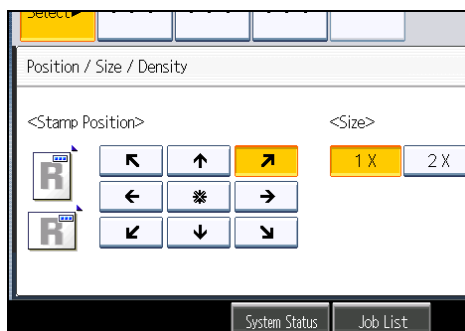 Select►
Position / Size / Density
<Stamp Position>
<Size>
R
1 X
2 X
R
System Status
Job List